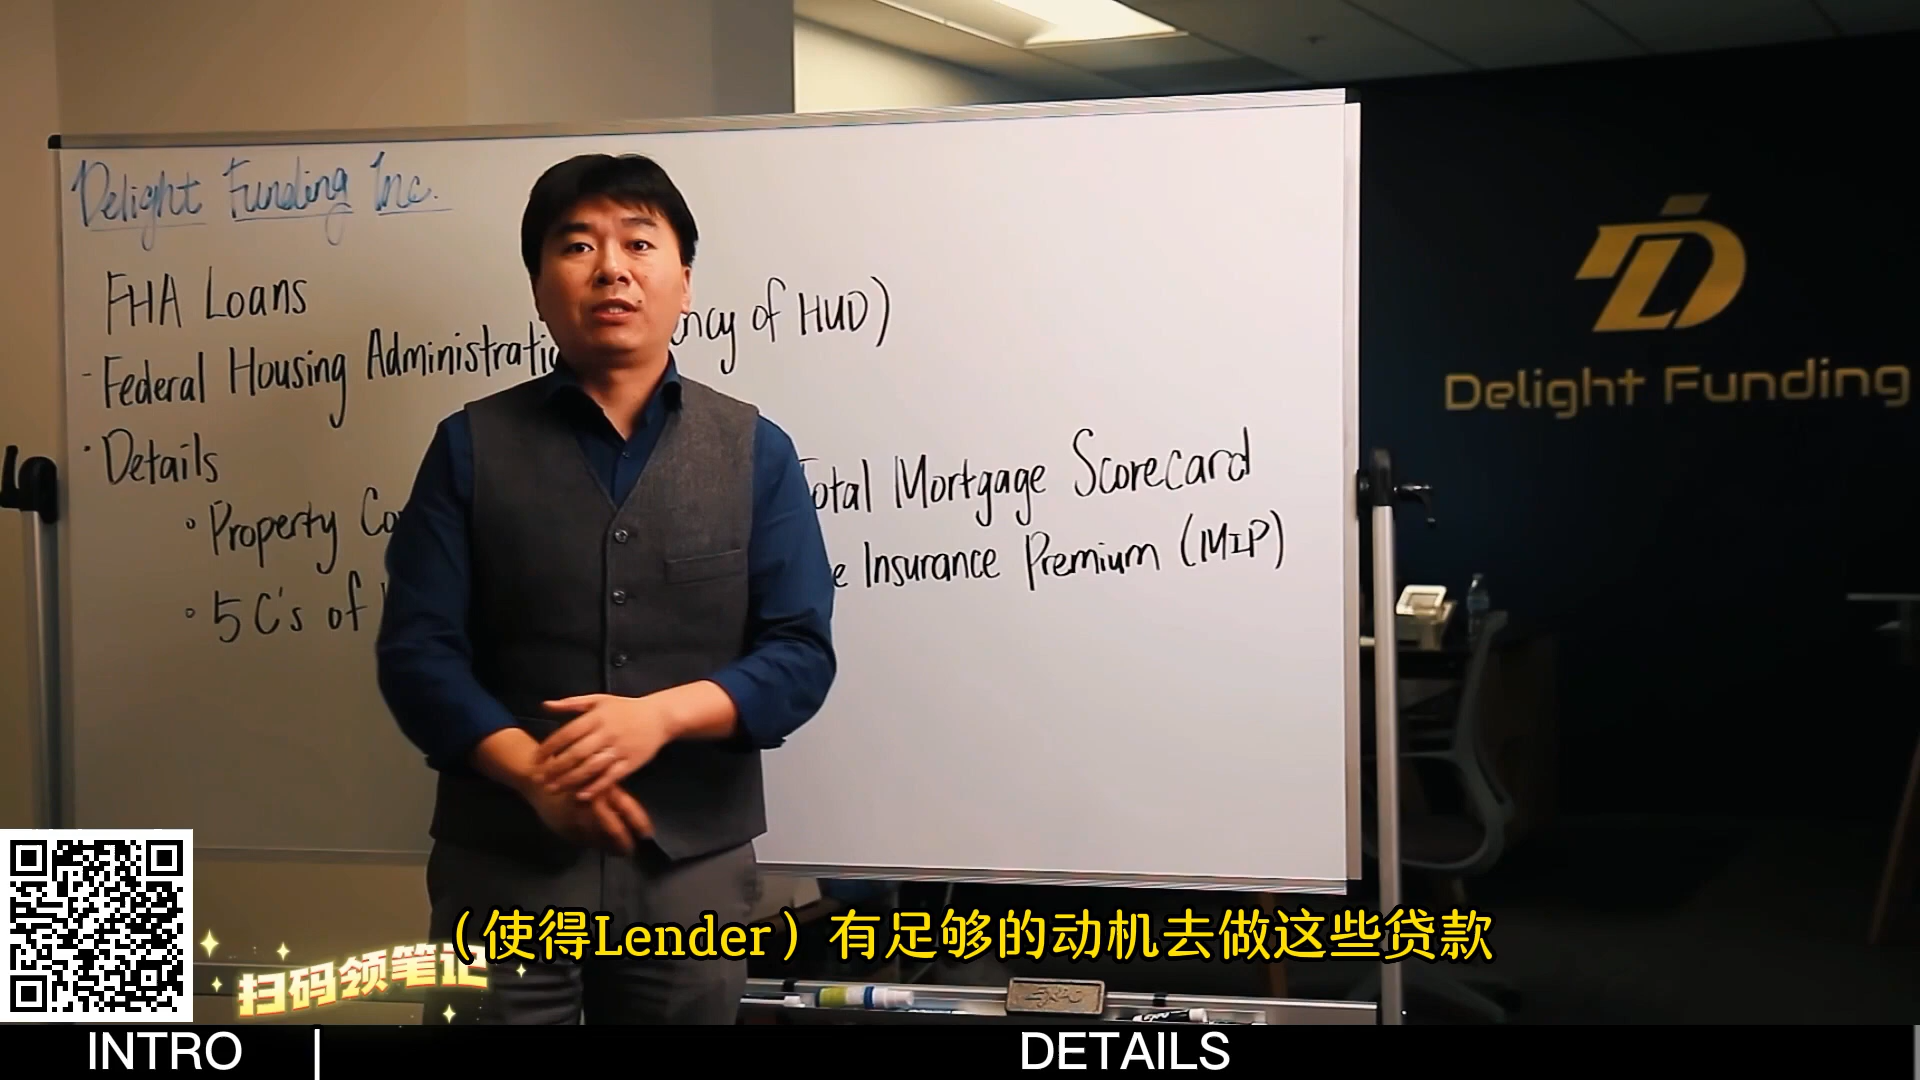 Delight Funding Inc.
FHA Loans
- Federal Housing Administratio ncy of HUD)
· Details
otal Mortgage Scorecard
∘ Property Co
e Insurance Premium (MIP)
∘ 5 C's of
Delight Funding
(使得Lender)有足够的动机去做这些贷款
扫码领笔记
INTRO | DETAILS